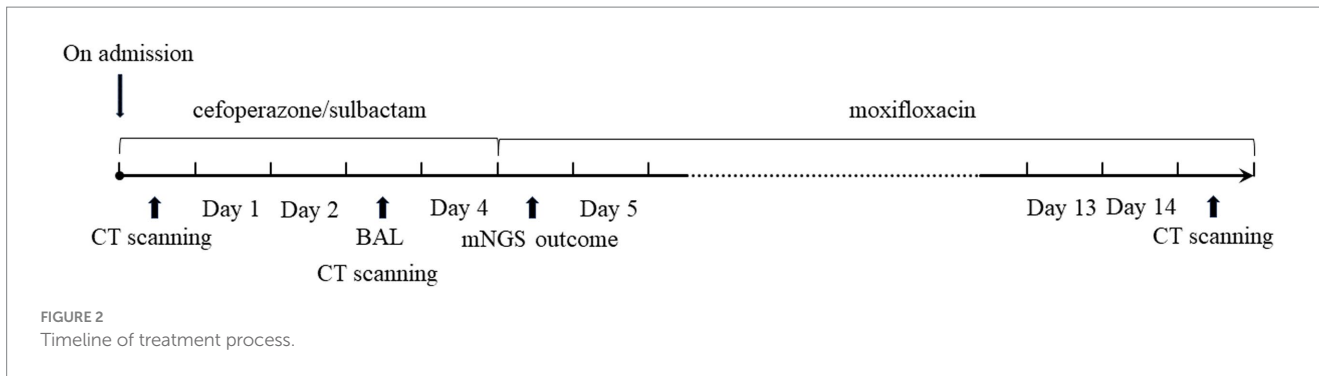 On admission
cefoperazone/sulbactam
moxifloxacin
Day 1
Day 2
Day 4
Day 5
Day 13
Day 14
CT scanning
BAL
mNGS outcome
CT scanning
CT scanning
FIGURE 2
Timeline of treatment process.